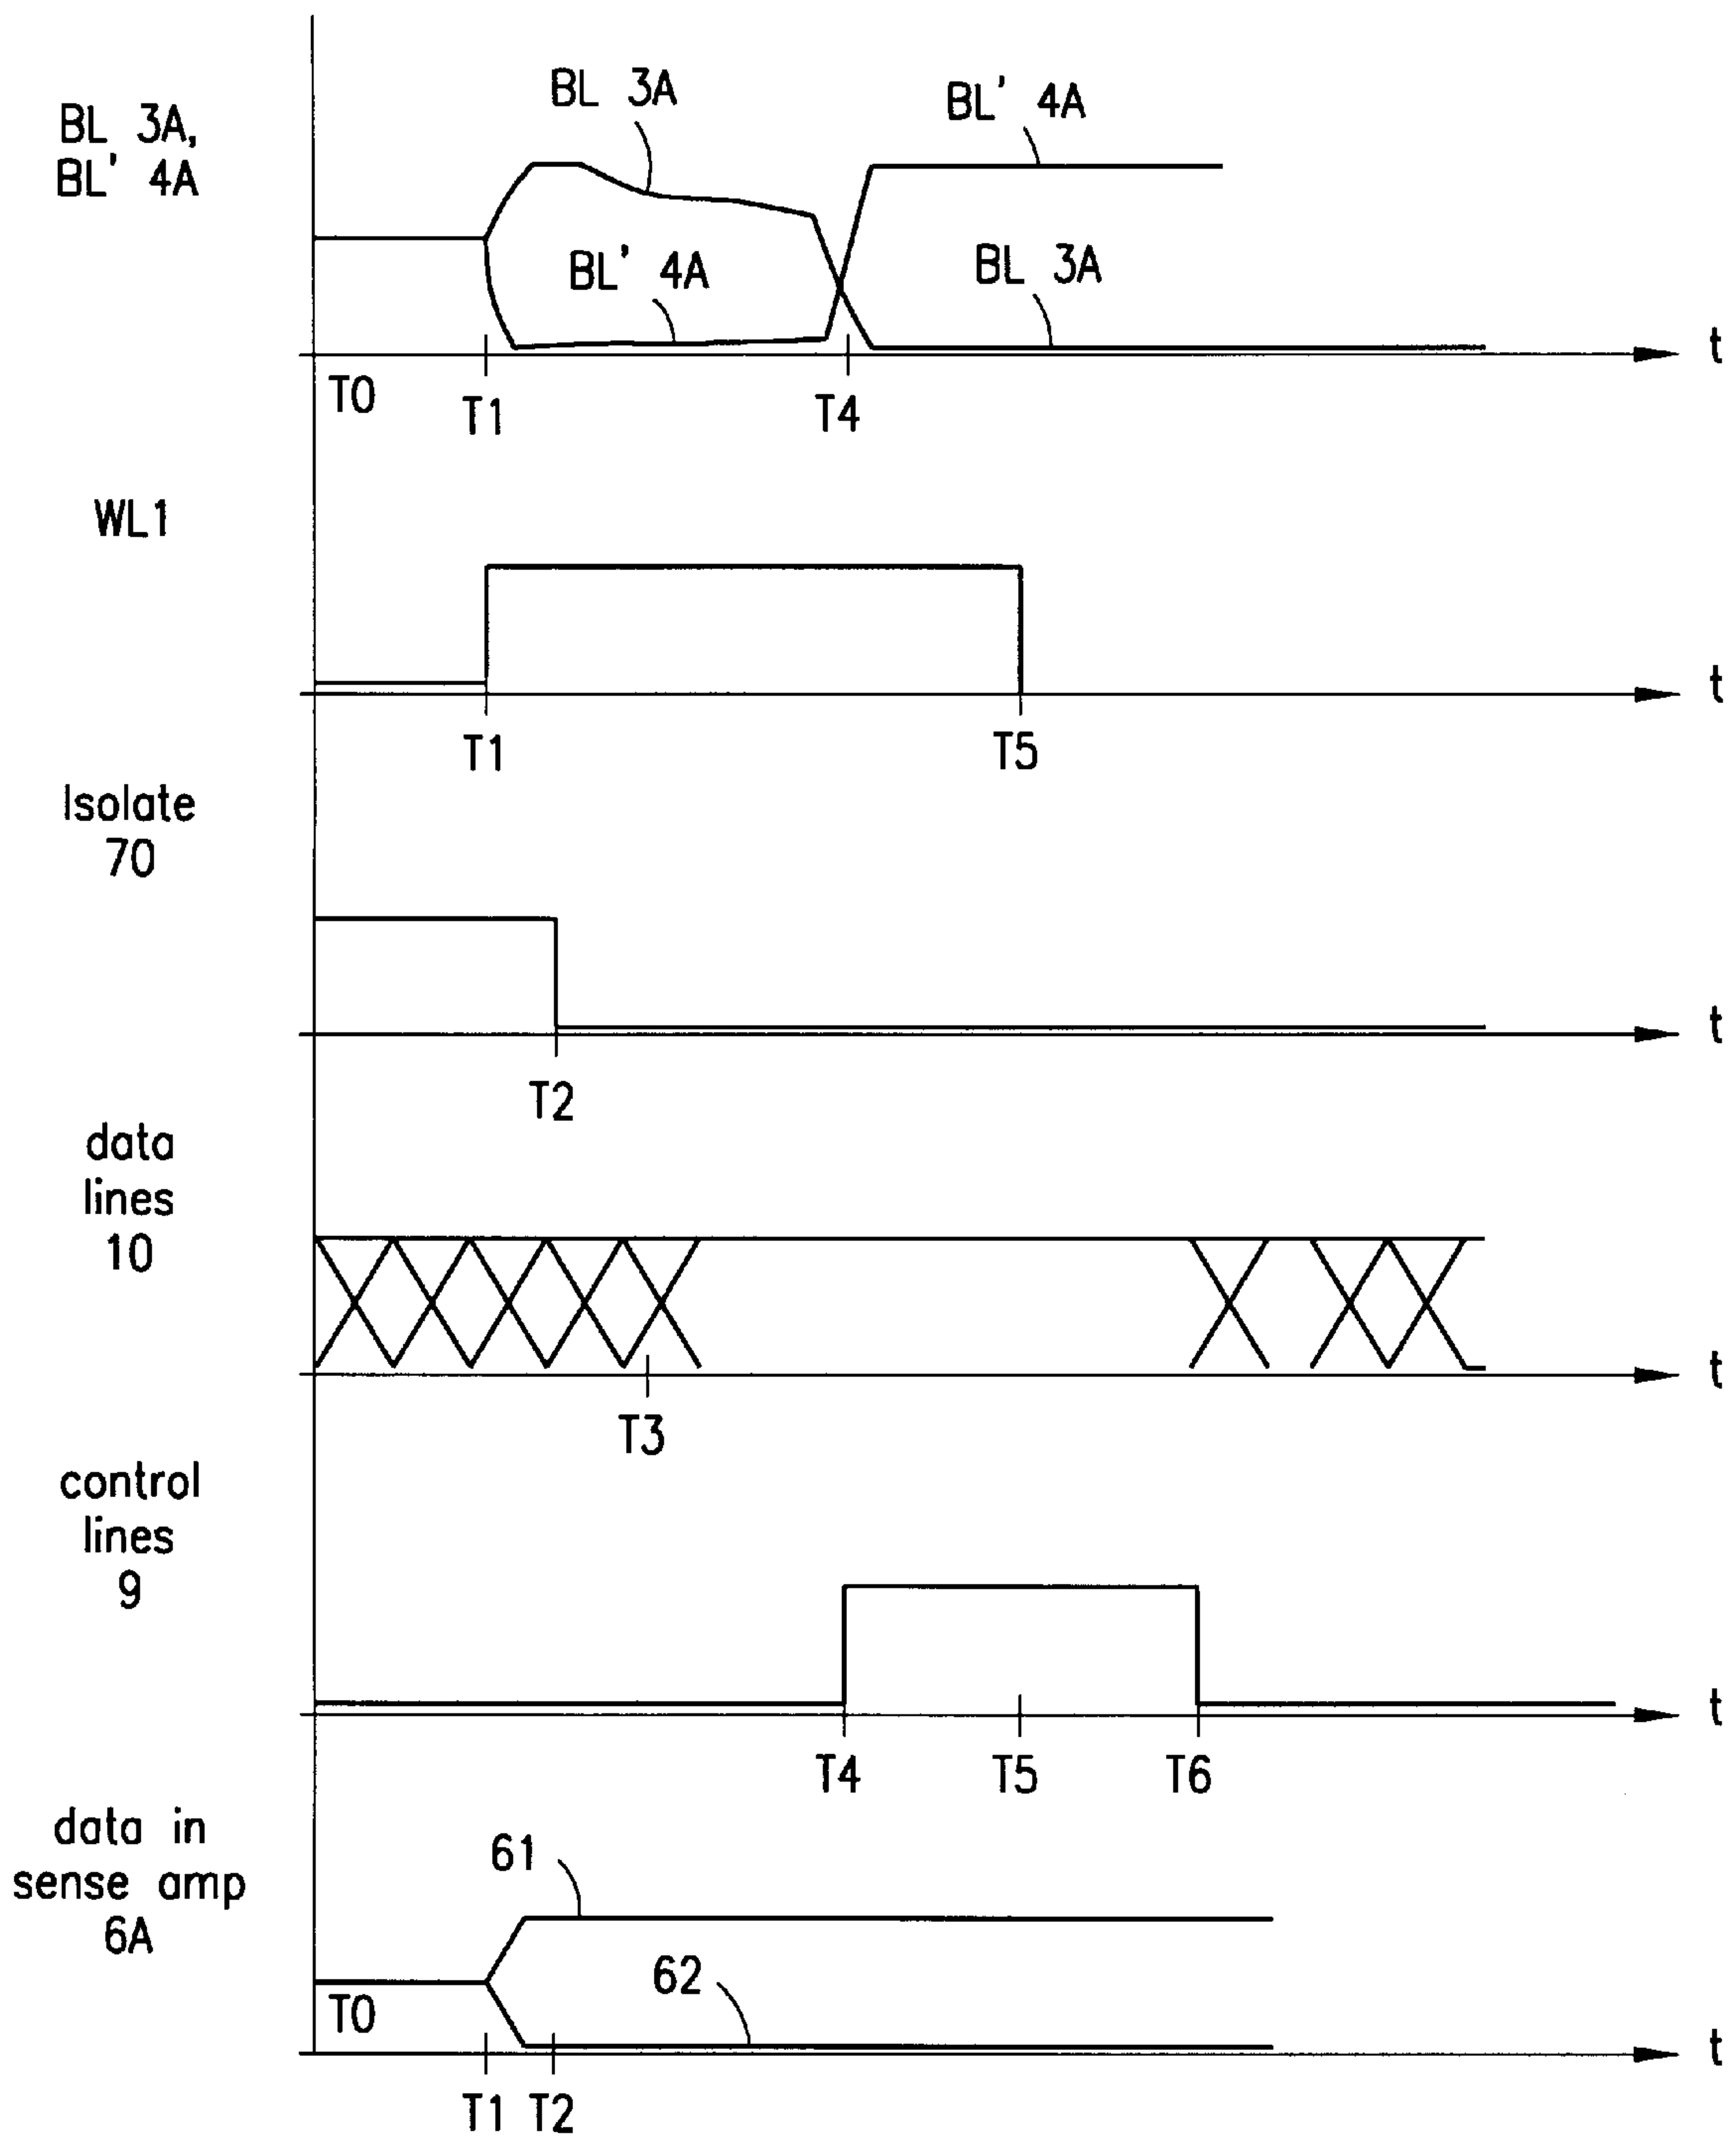 BL 3A,
BL' 4A
BL 3A
BL' 4A
BL' 4A
BL 3A
t
T0
T1
T4
WL1
t
T1
T5
Isolate
70
t
T2
data
lines
10
t
T3
control
lines
9
t
T4
T5
T6
data in
sense amp
6A
61
62
T0
t
T1
T2